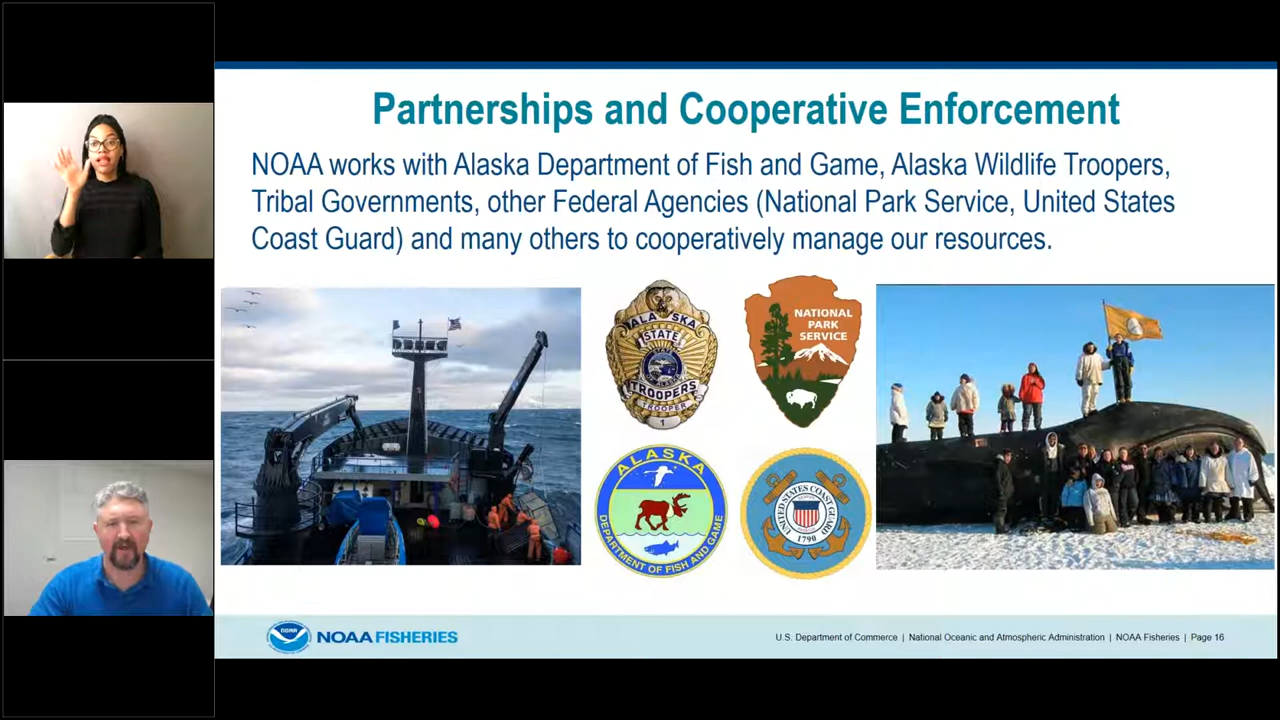 Partnerships and Cooperative Enforcement
NOAA works with Alaska Department of Fish and Game, Alaska Wildlife Troopers,
Tribal Governments, other Federal Agencies (National Park Service, United States
Coast Guard) and many others to cooperatively manage our resources.
ALASKA
STATE
TROOPERS
TROOPER
1
NATIONAL
PARK
SERVICE
ALASKA
DEPARTMENT OF FISH AND GAME
UNITED STATES COAST GUARD
1790
NOAA
NOAA FISHERIES
U.S. Department of Commerce | National Oceanic and Atmospheric Administration | NOAA Fisheries | Page 16